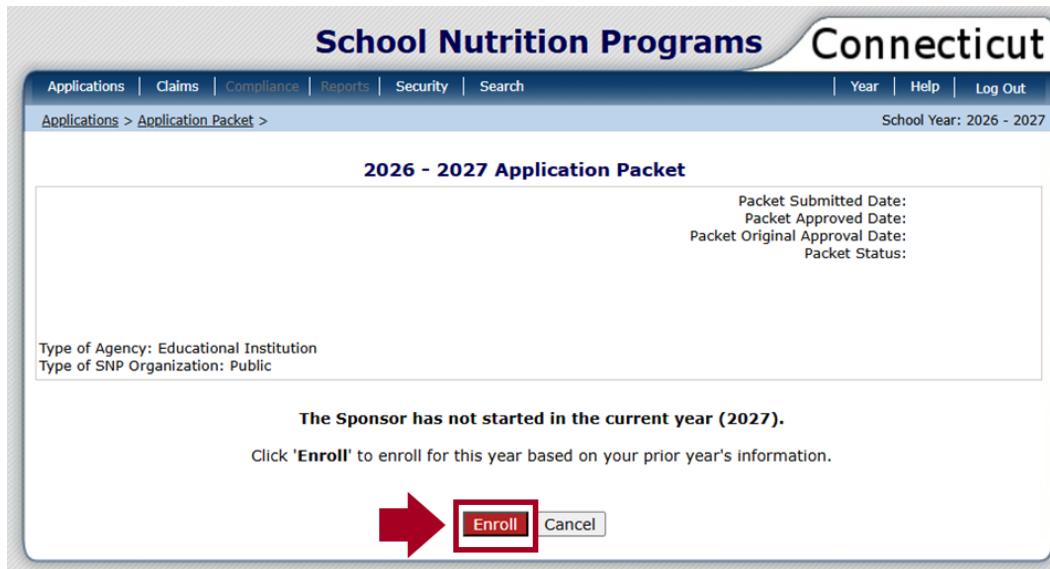 School Nutrition Programs
Connecticut
Applications | Claims | Compliance | Reports | Security | Search | Year | Help | Log Out
Applications > Application Packet > School Year: 2026 - 2027
2026 - 2027 Application Packet
Packet Submitted Date:
Packet Approved Date:
Packet Original Approval Date:
Packet Status:
Type of Agency: Educational Institution
Type of SNP Organization: Public
The Sponsor has not started in the current year (2027).
Click 'Enroll' to enroll for this year based on your prior year's information.
Enroll Cancel